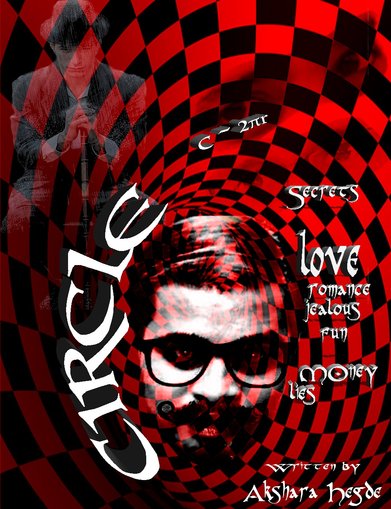 C ~ 2πr
Secrets
LOVE
romance
jealous
fun
MONEY
lies
CIRCLE
Written by
Akshara Hegde